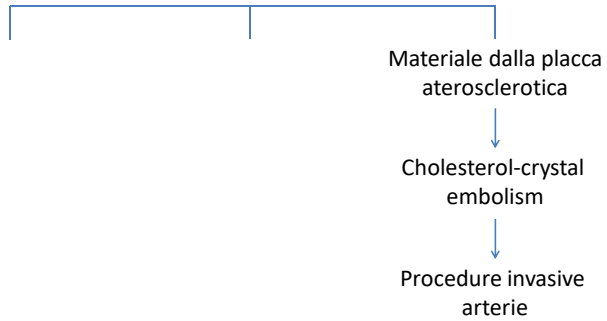 Materiale dalla placca
aterosclerotica
Cholesterol-crystal
embolism
Procedure invasive
arterie